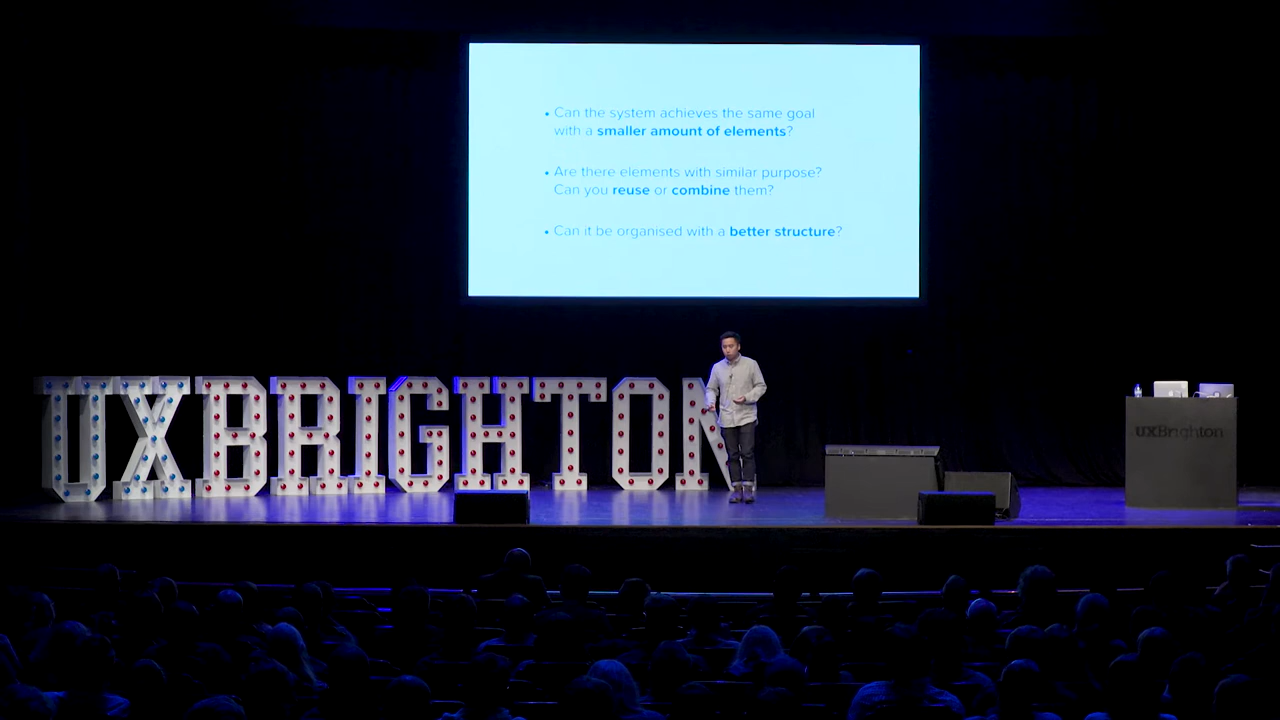 • Can the system achieves the same goal
with a smaller amount of elements?
• Are there elements with similar purpose?
Can you reuse or combine them?
• Can it be organised with a better structure?
UXBRIGHTON
UXBrighton